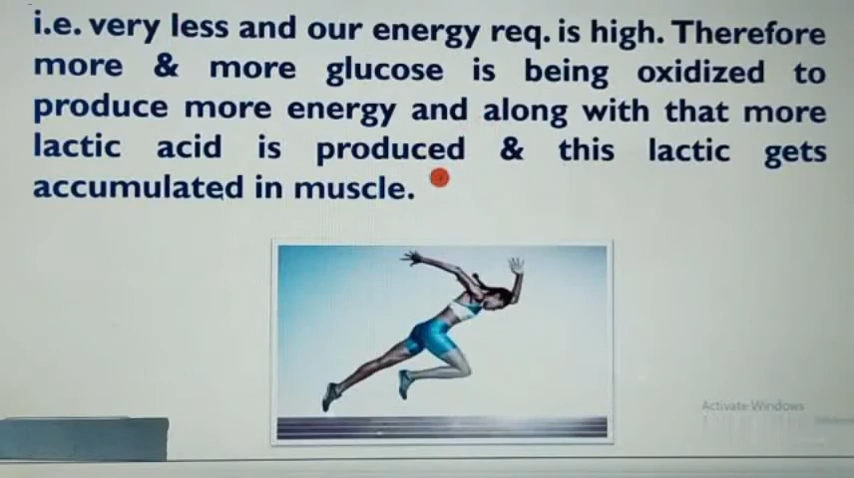 i.e. very less and our energy req. is high. Therefore
more & more glucose is being oxidized to
produce more energy and along with that more
lactic acid is produced & this lactic gets
accumulated in muscle.
Activate Windows